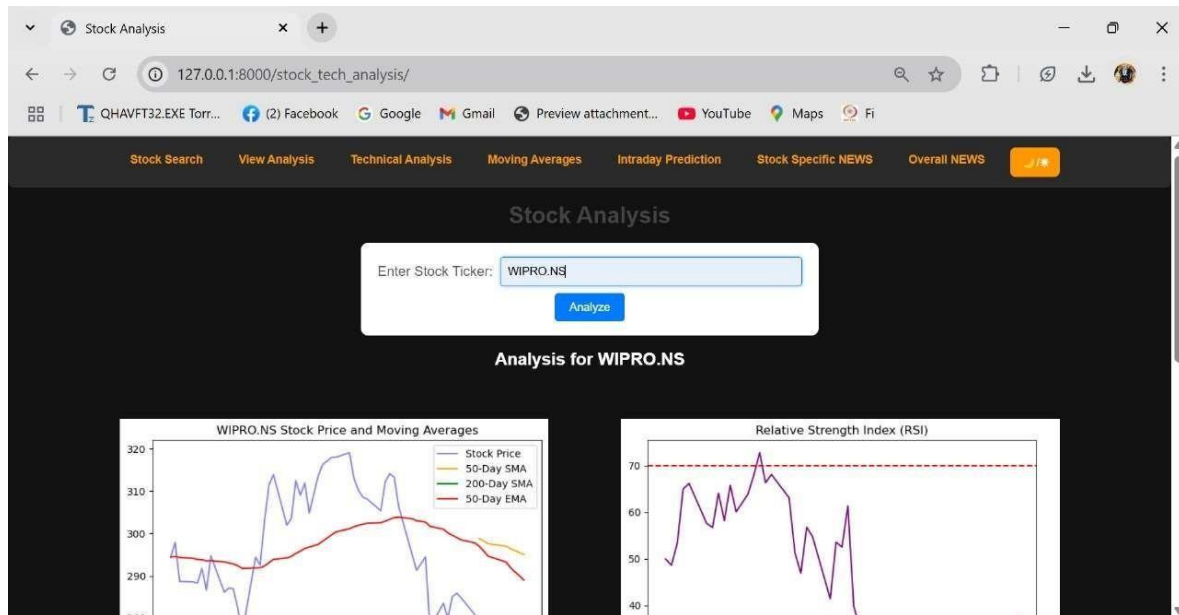 Stock Analysis
127.0.0.1:8000/stock_tech_analysis/
QHAVFT32.EXE Torr... (2) Facebook Google Gmail Preview attachment... YouTube Maps Fi
Stock Search View Analysis Technical Analysis Moving Averages Intraday Prediction Stock Specific NEWS Overall NEWS /
Stock Analysis
Enter Stock Ticker: WIPRO.NS
Analyze
Analysis for WIPRO.NS
WIPRO.NS Stock Price and Moving Averages
320
310
300
290
Stock Price
50-Day SMA
200-Day SMA
50-Day EMA
Relative Strength Index (RSI)
70
60
50
40